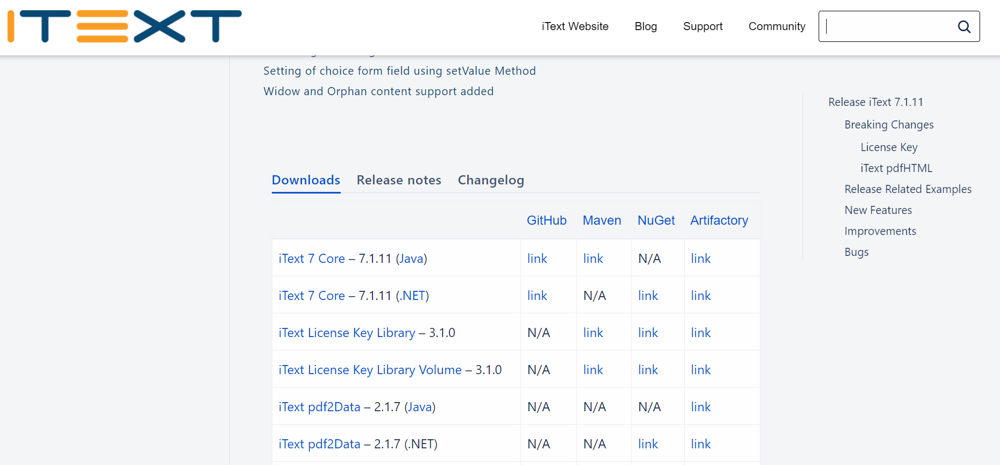 iTEXT
iText Website Blog Support Community
Setting of choice form field using setValue Method
Widow and Orphan content support added
Release iText 7.1.11
Breaking Changes
License Key
iText pdfHTML
Release Related Examples
New Features
Improvements
Bugs
Downloads Release notes Changelog
GitHub Maven NuGet Artifactory
iText 7 Core – 7.1.11 (Java) link link N/A link
iText 7 Core – 7.1.11 (.NET) link N/A link link
iText License Key Library – 3.1.0 N/A link link link
iText License Key Library Volume – 3.1.0 N/A link link link
iText pdf2Data – 2.1.7 (Java) N/A N/A N/A link
iText pdf2Data – 2.1.7 (.NET) N/A N/A link link